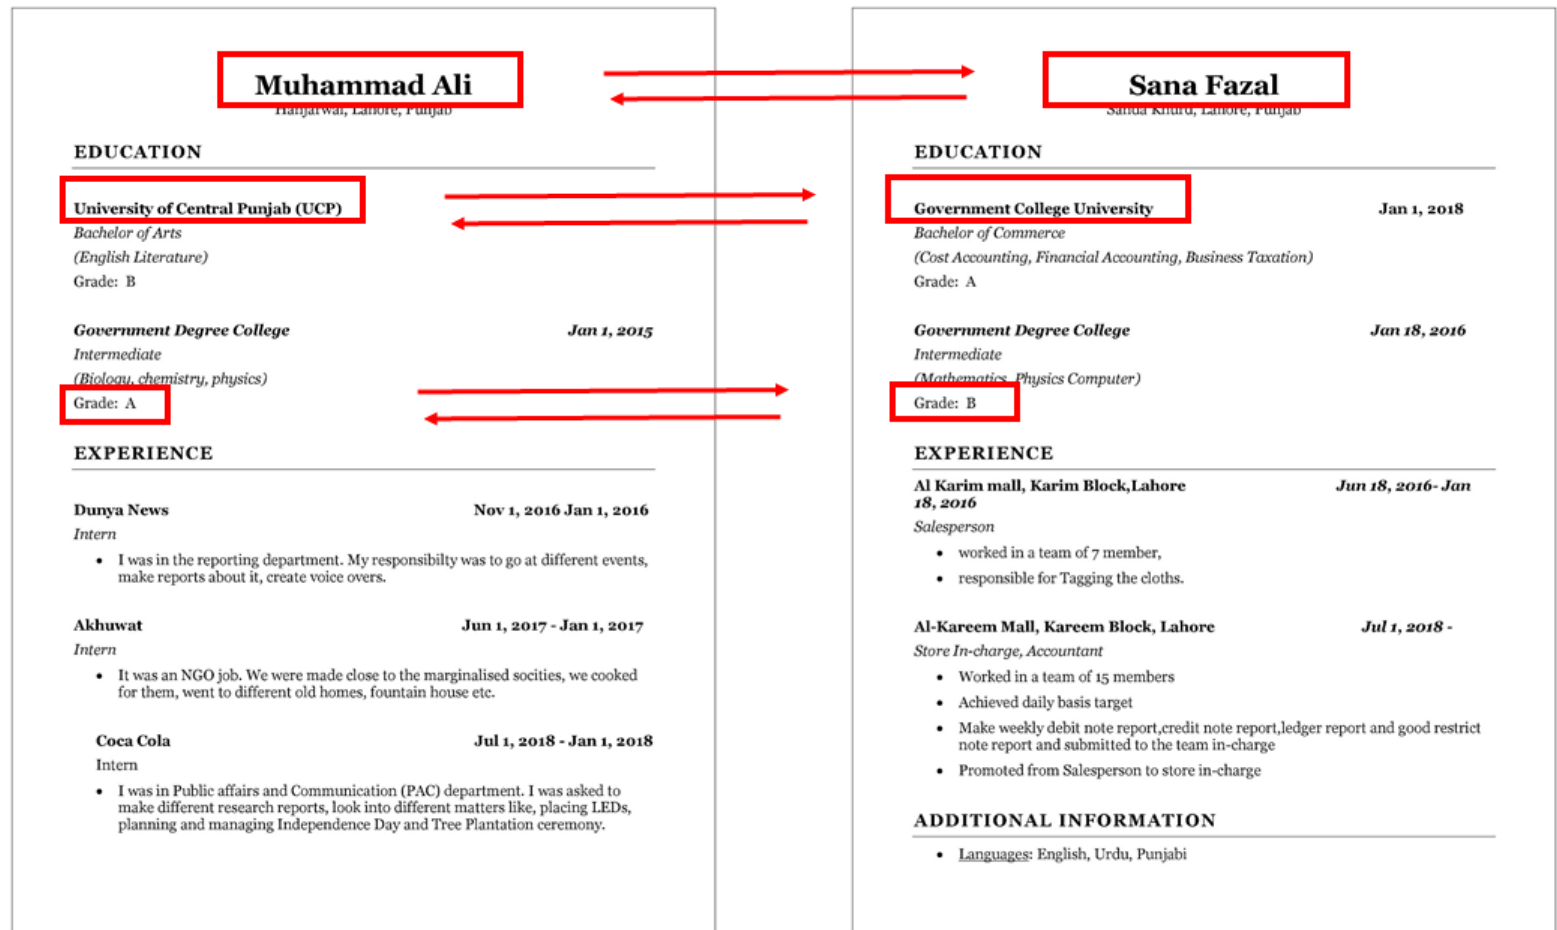 Muhammad Ali
Hanjarwal, Lahore, Punjab
EDUCATION
University of Central Punjab (UCP)
Bachelor of Arts
(English Literature)
Grade: B
Government Degree College Jan 1, 2015
Intermediate
(Biology, chemistry, physics)
Grade: A
EXPERIENCE
Dunya News Nov 1, 2016 Jan 1, 2016
Intern
• I was in the reporting department. My responsibilty was to go at different events,
make reports about it, create voice overs.
Akhuwat Jun 1, 2017 - Jan 1, 2017
Intern
• It was an NGO job. We were made close to the marginalised socities, we cooked
for them, went to different old homes, fountain house etc.
Coca Cola Jul 1, 2018 - Jan 1, 2018
Intern
• I was in Public affairs and Communication (PAC) department. I was asked to
make different research reports, look into different matters like, placing LEDs,
planning and managing Independence Day and Tree Plantation ceremony.
Sana Fazal
Sanda Khurd, Lahore, Punjab
EDUCATION
Government College University Jan 1, 2018
Bachelor of Commerce
(Cost Accounting, Financial Accounting, Business Taxation)
Grade: A
Government Degree College Jan 18, 2016
Intermediate
(Mathematics, Physics Computer)
Grade: B
EXPERIENCE
Al Karim mall, Karim Block,Lahore Jun 18, 2016- Jan
18, 2016
Salesperson
• worked in a team of 7 member,
• responsible for Tagging the cloths.
Al-Kareem Mall, Kareem Block, Lahore Jul 1, 2018 -
Store In-charge, Accountant
• Worked in a team of 15 members
• Achieved daily basis target
• Make weekly debit note report,credit note report,ledger report and good restrict
note report and submitted to the team in-charge
• Promoted from Salesperson to store in-charge
ADDITIONAL INFORMATION
• Languages: English, Urdu, Punjabi